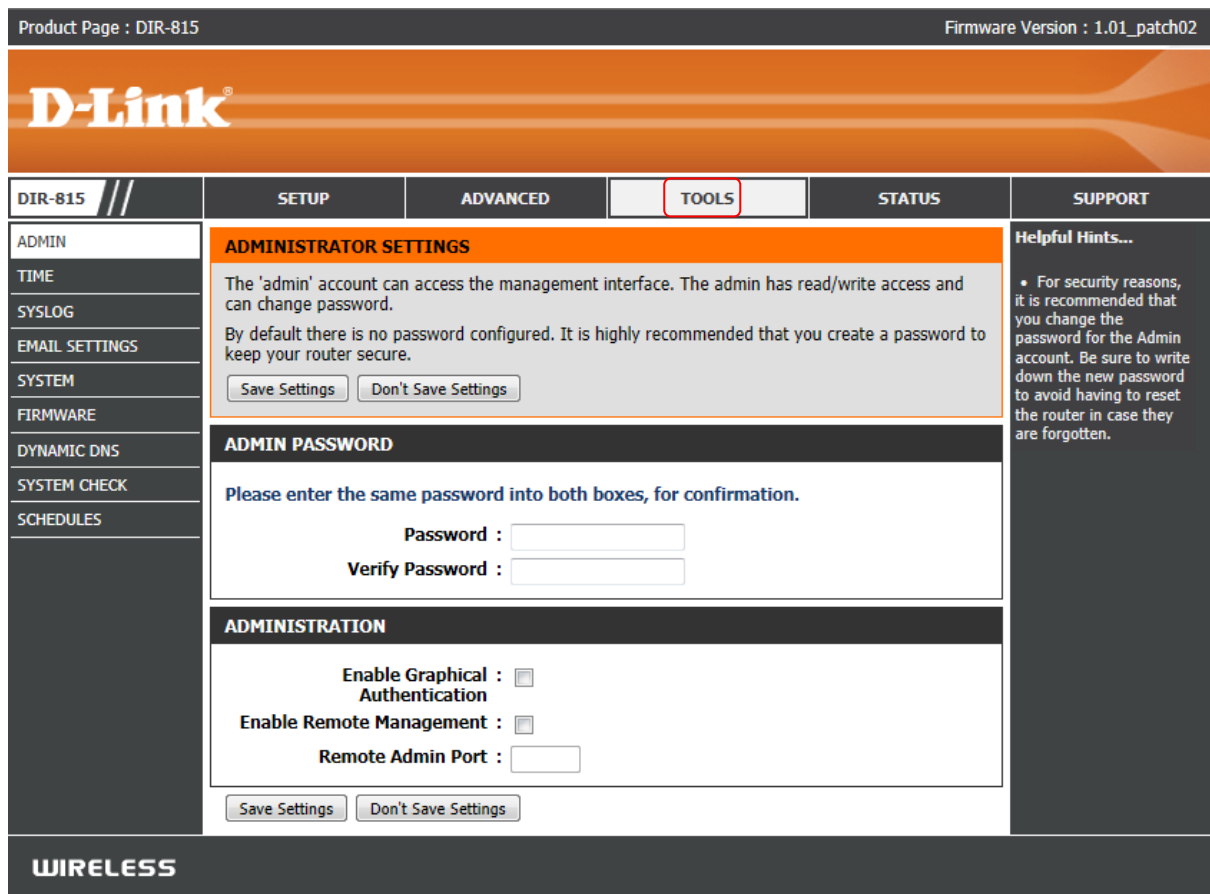 Product Page : DIR-815
Firmware Version : 1.01_patch02
D-Link®
DIR-815
SETUP
ADVANCED
TOOLS
STATUS
SUPPORT
ADMIN
TIME
SYSLOG
EMAIL SETTINGS
SYSTEM
FIRMWARE
DYNAMIC DNS
SYSTEM CHECK
SCHEDULES
ADMINISTRATOR SETTINGS
The 'admin' account can access the management interface. The admin has read/write access and
can change password.
By default there is no password configured. It is highly recommended that you create a password to
keep your router secure.
Save Settings
Don't Save Settings
ADMIN PASSWORD
Please enter the same password into both boxes, for confirmation.
Password :
Verify Password :
ADMINISTRATION
Enable Graphical :
Authentication
Enable Remote Management :
Remote Admin Port :
Save Settings
Don't Save Settings
Helpful Hints...
• For security reasons,
it is recommended that
you change the
password for the Admin
account. Be sure to write
down the new password
to avoid having to reset
the router in case they
are forgotten.
WIRELESS